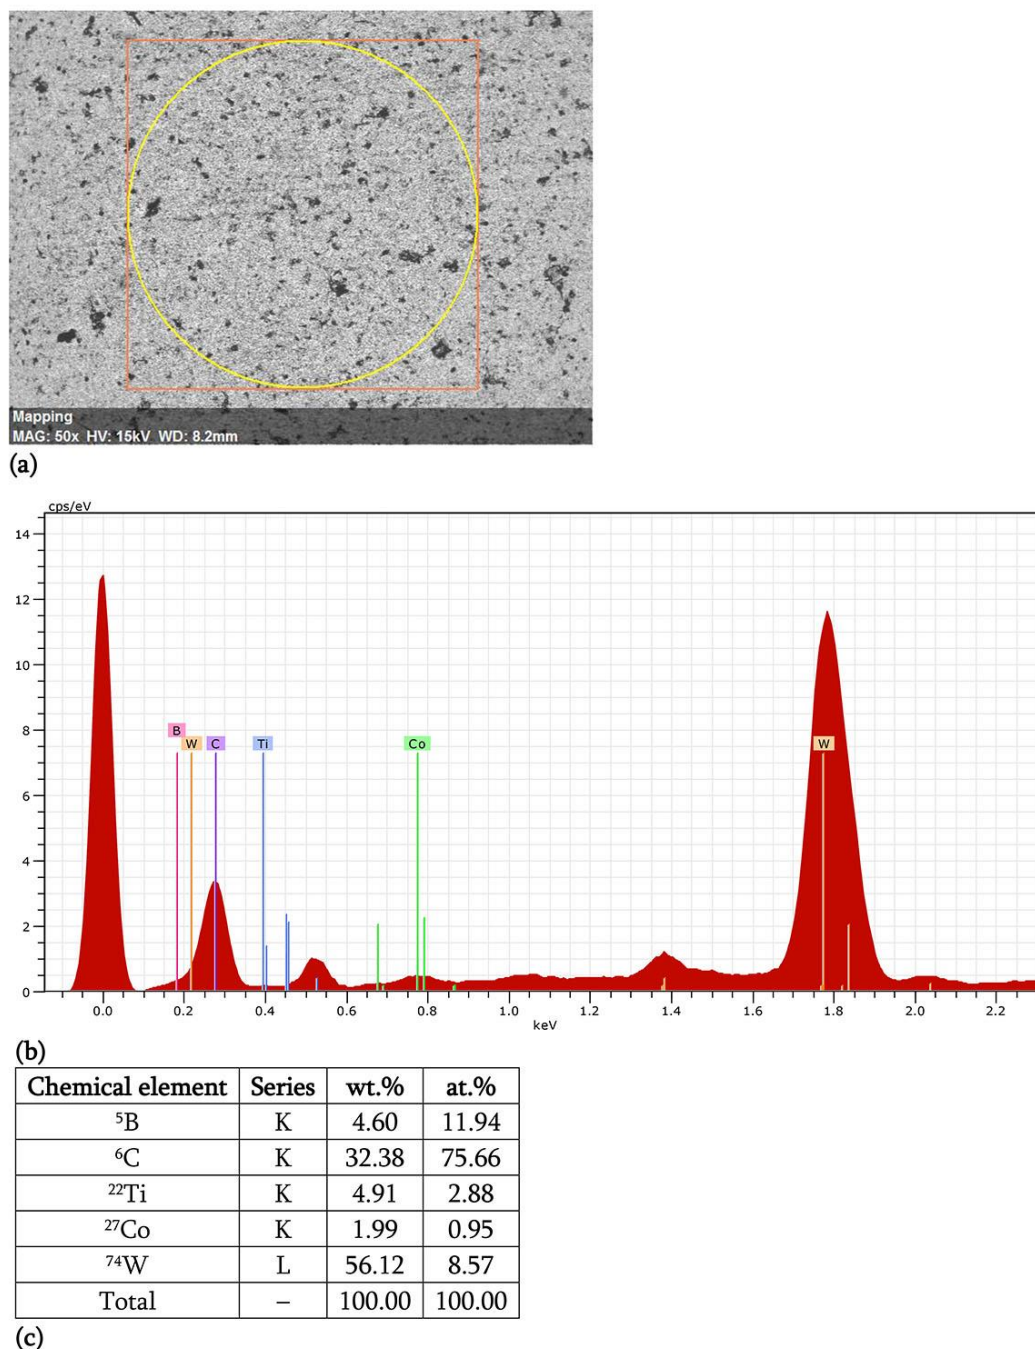 Mapping
MAG: 50x HV: 15kV WD: 8.2mm
(a)
cps/eV
14
12
10
8
6
4
2
0
B
W
C
Ti
Co
W
0.0 0.2 0.4 0.6 0.8 1.0 1.2 1.4 1.6 1.8 2.0 2.2
keV
(b)
Chemical element Series wt.% at.%
⁵B K 4.60 11.94
⁶C K 32.38 75.66
²²Ti K 4.91 2.88
²⁷Co K 1.99 0.95
⁷⁴W L 56.12 8.57
Total – 100.00 100.00
(c)